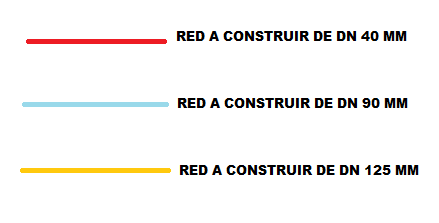 RED A CONSTRUIR DE DN 40 MM
RED A CONSTRUIR DE DN 90 MM
RED A CONSTRUIR DE DN 125 MM